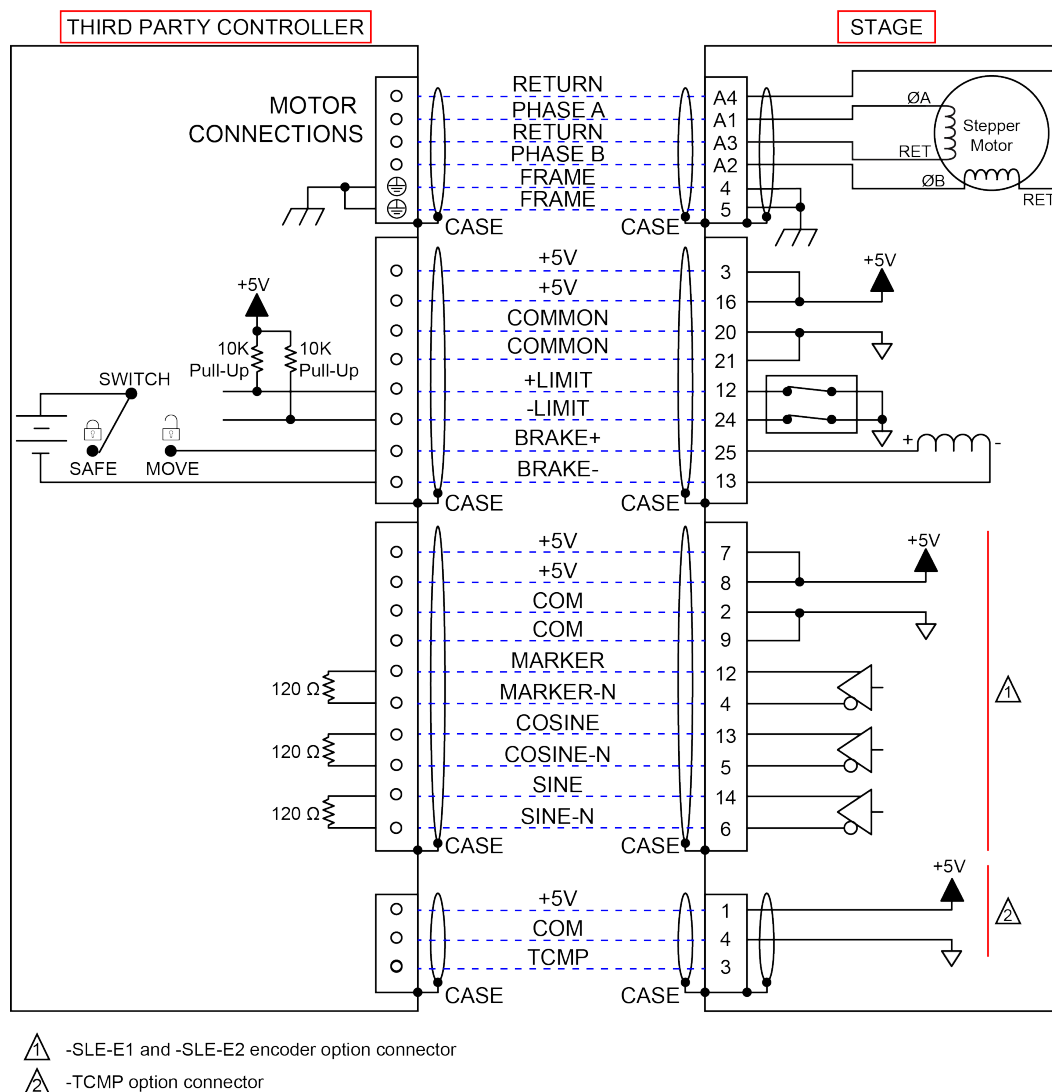 THIRD PARTY CONTROLLER
STAGE
MOTOR
CONNECTIONS
RETURN
PHASE A
RETURN
PHASE B
FRAME
FRAME
CASE
CASE
A4
A1
A3
A2
4
5
ØA
RET
ØB
RET
Stepper
Motor
+5V
10K
Pull-Up
10K
Pull-Up
SWITCH
SAFE
MOVE
+5V
+5V
COMMON
COMMON
+LIMIT
-LIMIT
BRAKE+
BRAKE-
CASE
CASE
3
16
20
21
12
24
25
13
+5V
+
-
+5V
+5V
COM
COM
MARKER
MARKER-N
COSINE
COSINE-N
SINE
SINE-N
120 Ω
120 Ω
120 Ω
CASE
CASE
7
8
2
9
12
4
13
5
14
6
+5V
1
+5V
COM
TCMP
CASE
CASE
1
4
3
+5V
2
1 -SLE-E1 and -SLE-E2 encoder option connector
2 -TCMP option connector